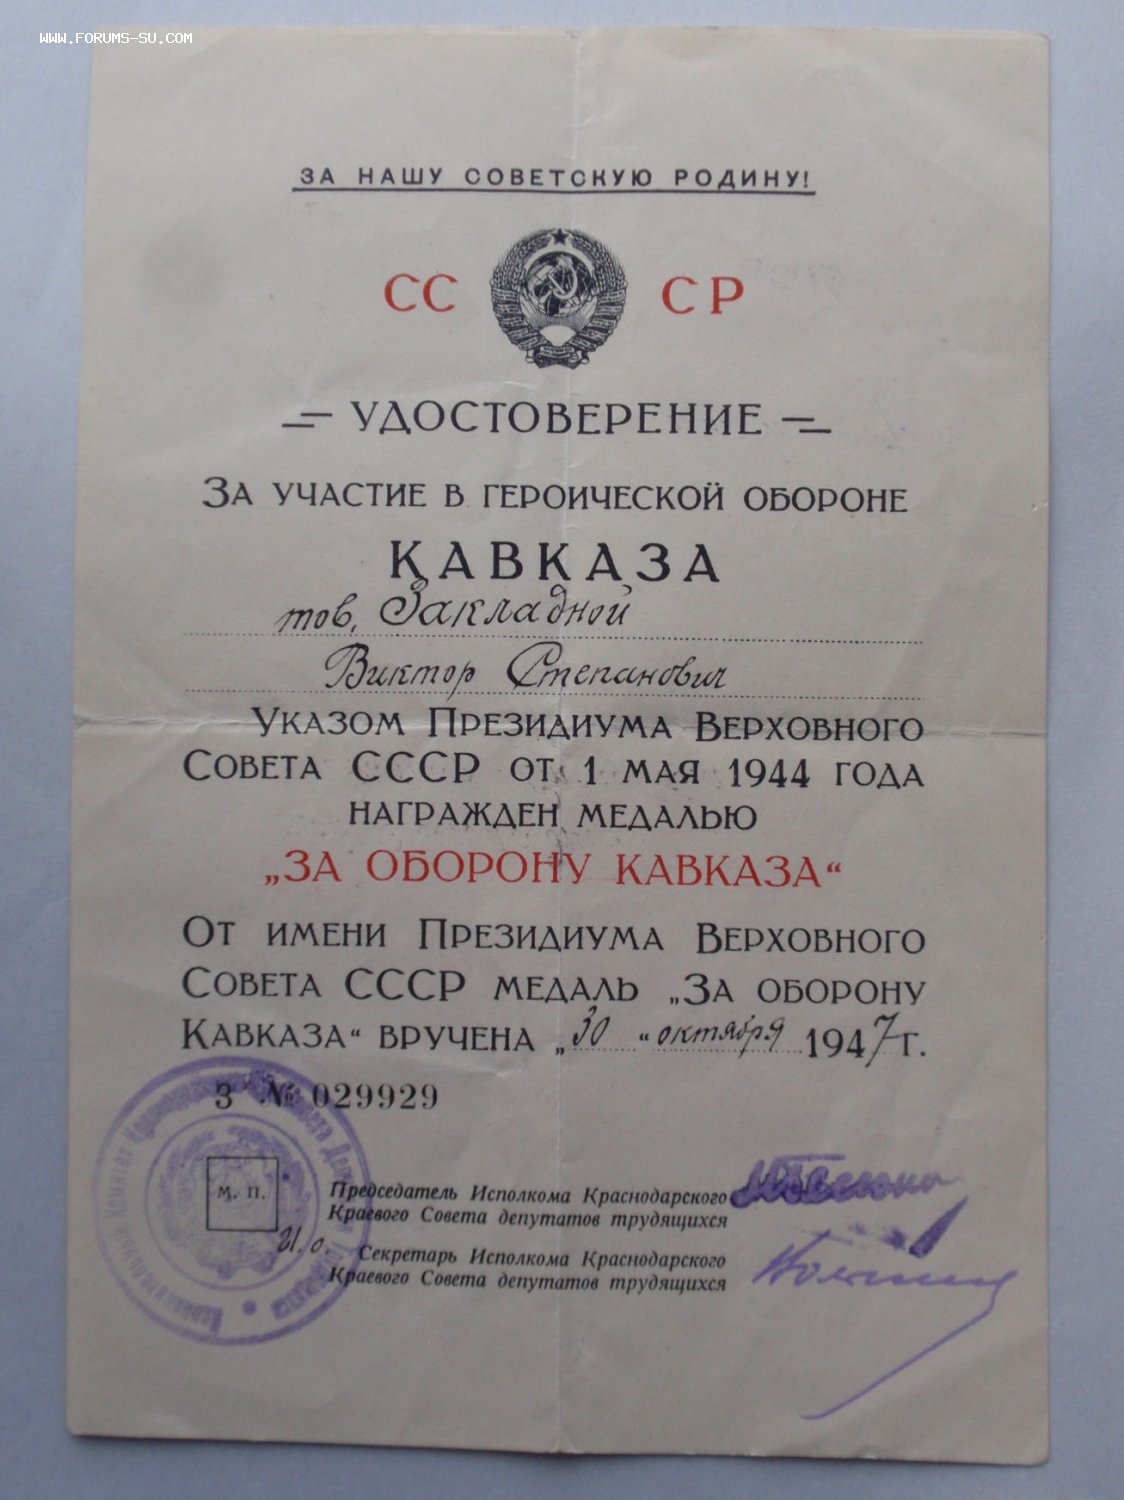 www.forums-su.com
ЗА НАШУ СОВЕТСКУЮ РОДИНУ!
СС СР
УДОСТОВЕРЕНИЕ
ЗА УЧАСТИЕ В ГЕРОИЧЕСКОЙ ОБОРОНЕ
КАВКАЗА
тов. Закладной
Виктор Степанович
УКАЗОМ ПРЕЗИДИУМА ВЕРХОВНОГО
СОВЕТА СССР ОТ 1 МАЯ 1944 ГОДА
НАГРАЖДЕН МЕДАЛЬЮ
„ЗА ОБОРОНУ КАВКАЗА“
ОТ ИМЕНИ ПРЕЗИДИУМА ВЕРХОВНОГО
СОВЕТА СССР МЕДАЛЬ „ЗА ОБОРОНУ
КАВКАЗА“ ВРУЧЕНА „30“ октября 1947 г.
З № 029929
М. П.
Председатель Исполкома Краснодарского
Краевого Совета депутатов трудящихся
И. о. Секретарь Исполкома Краснодарского
Краевого Совета депутатов трудящихся